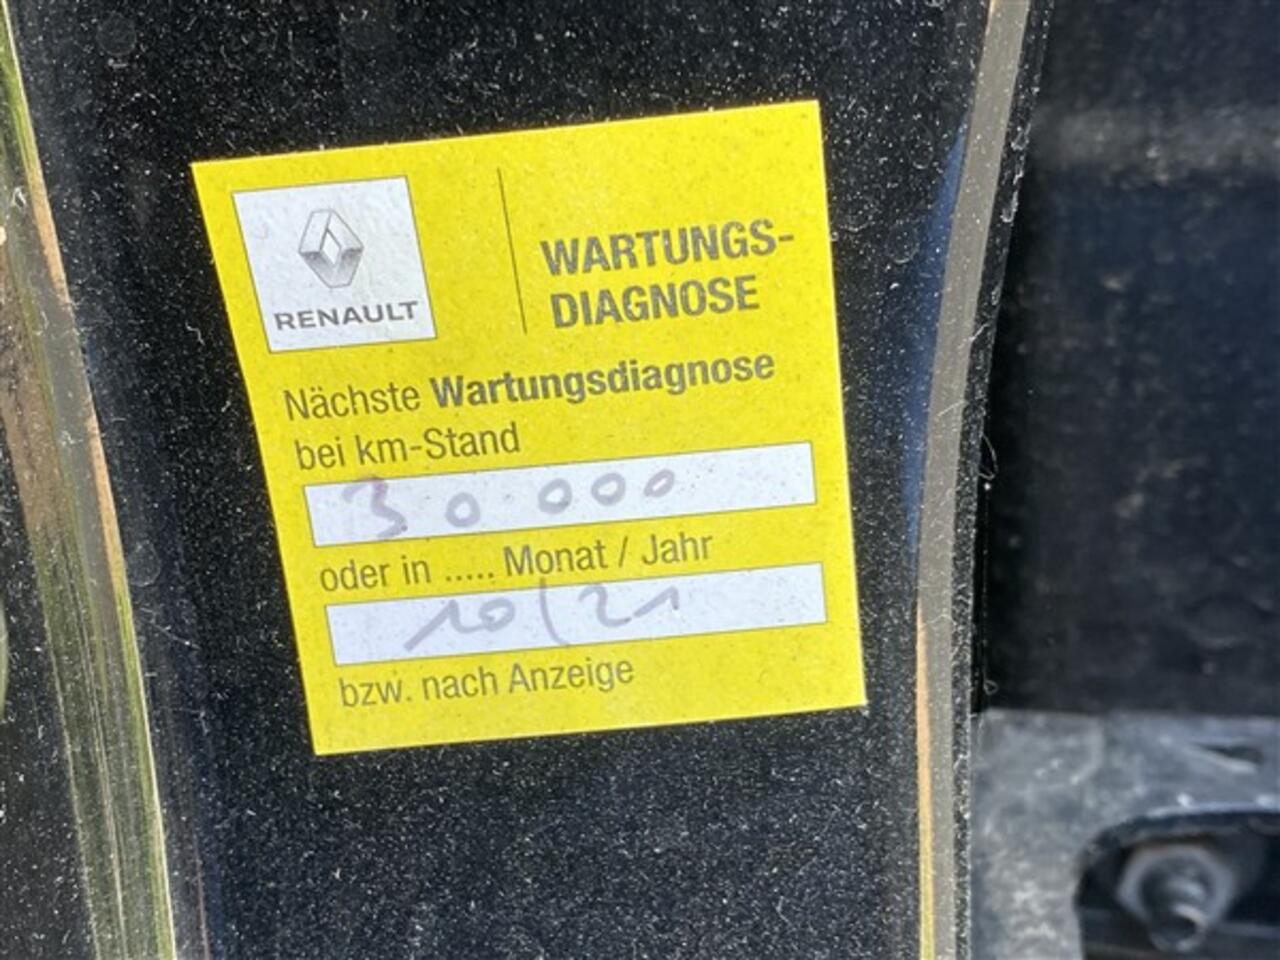 RENAULT
WARTUNGS-
DIAGNOSE
Nächste Wartungsdiagnose
bei km-Stand
30 000
oder in ..... Monat / Jahr
10/21
bzw. nach Anzeige